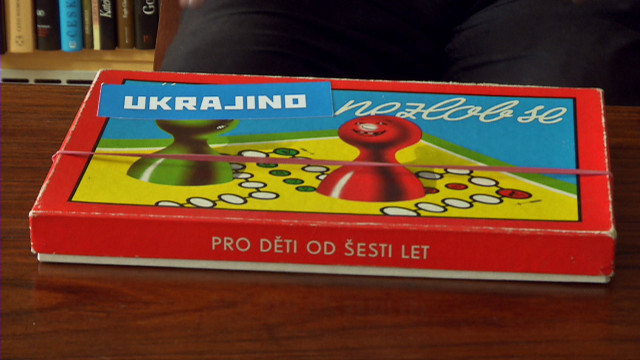 UKRAJINO nezlob se
PRO DĚTI OD ŠESTI LET